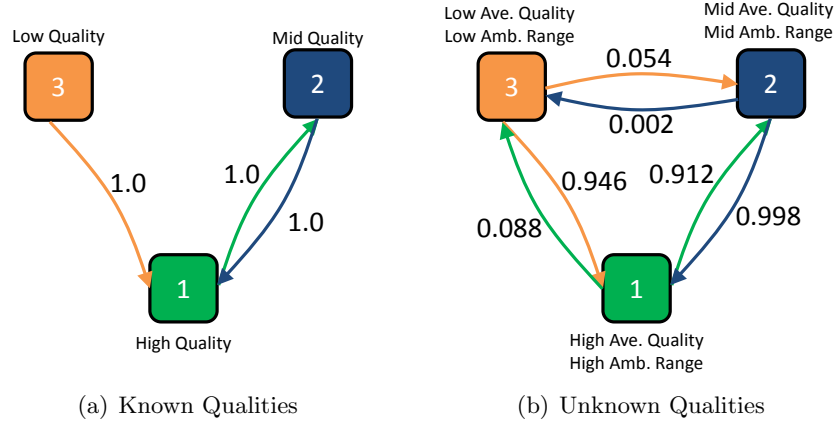 Low Quality
Mid Quality
3
2
1.0
1.0
1.0
1
High Quality
(a) Known Qualities
Low Ave. Quality
Low Amb. Range
Mid Ave. Quality
Mid Amb. Range
0.054
3
2
0.002
0.946
0.912
0.088
0.998
1
High Ave. Quality
High Amb. Range
(b) Unknown Qualities